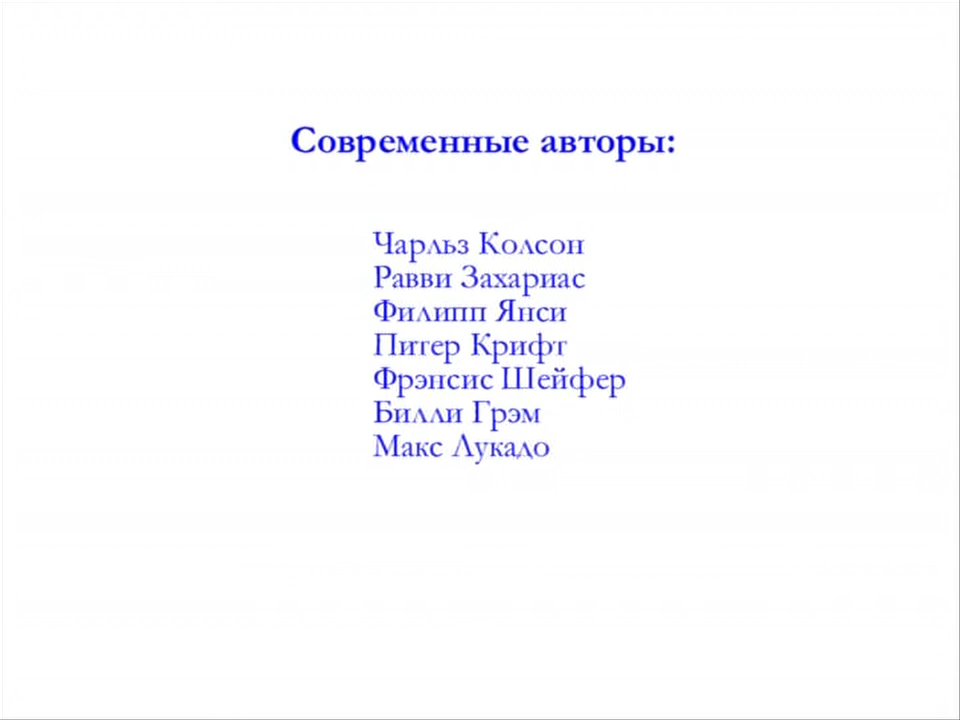 Современные авторы:
Чарльз Колсон
Равви Захариас
Филипп Янси
Питер Крифт
Фрэнсис Шейфер
Билли Грэм
Макс Лукадо